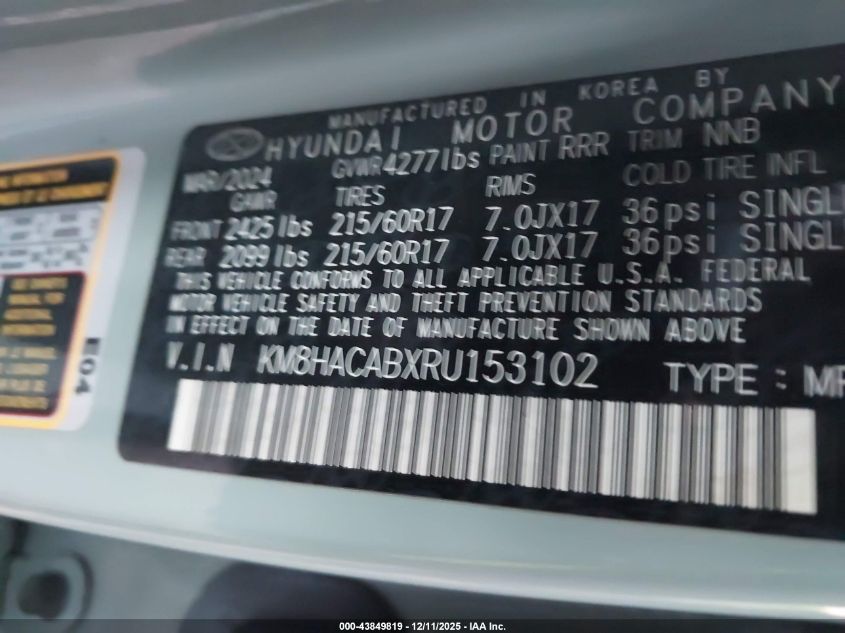 MANUFACTURED IN KOREA BY
HYUNDAI MOTOR COMPANY
MAR/2024 GVWR 4277lbs PAINT RRR TRIM NNB
GAWR TIRES RIMS COLD TIRE INFL
FRONT 2425 lbs 215/60R17 7.0JX17 36psi SINGL
REAR 2099 lbs 215/60R17 7.0JX17 36psi SINGL
THIS VEHICLE CONFORMS TO ALL APPLICABLE U.S.A. FEDERAL
MOTOR VEHICLE SAFETY AND THEFT PREVENTION STANDARDS
IN EFFECT ON THE DATE OF MANUFACTURE SHOWN ABOVE
V.I.N KM8HACABXRU153102 TYPE : MP
E04
000-43849819 - 12/11/2025 - IAA Inc.